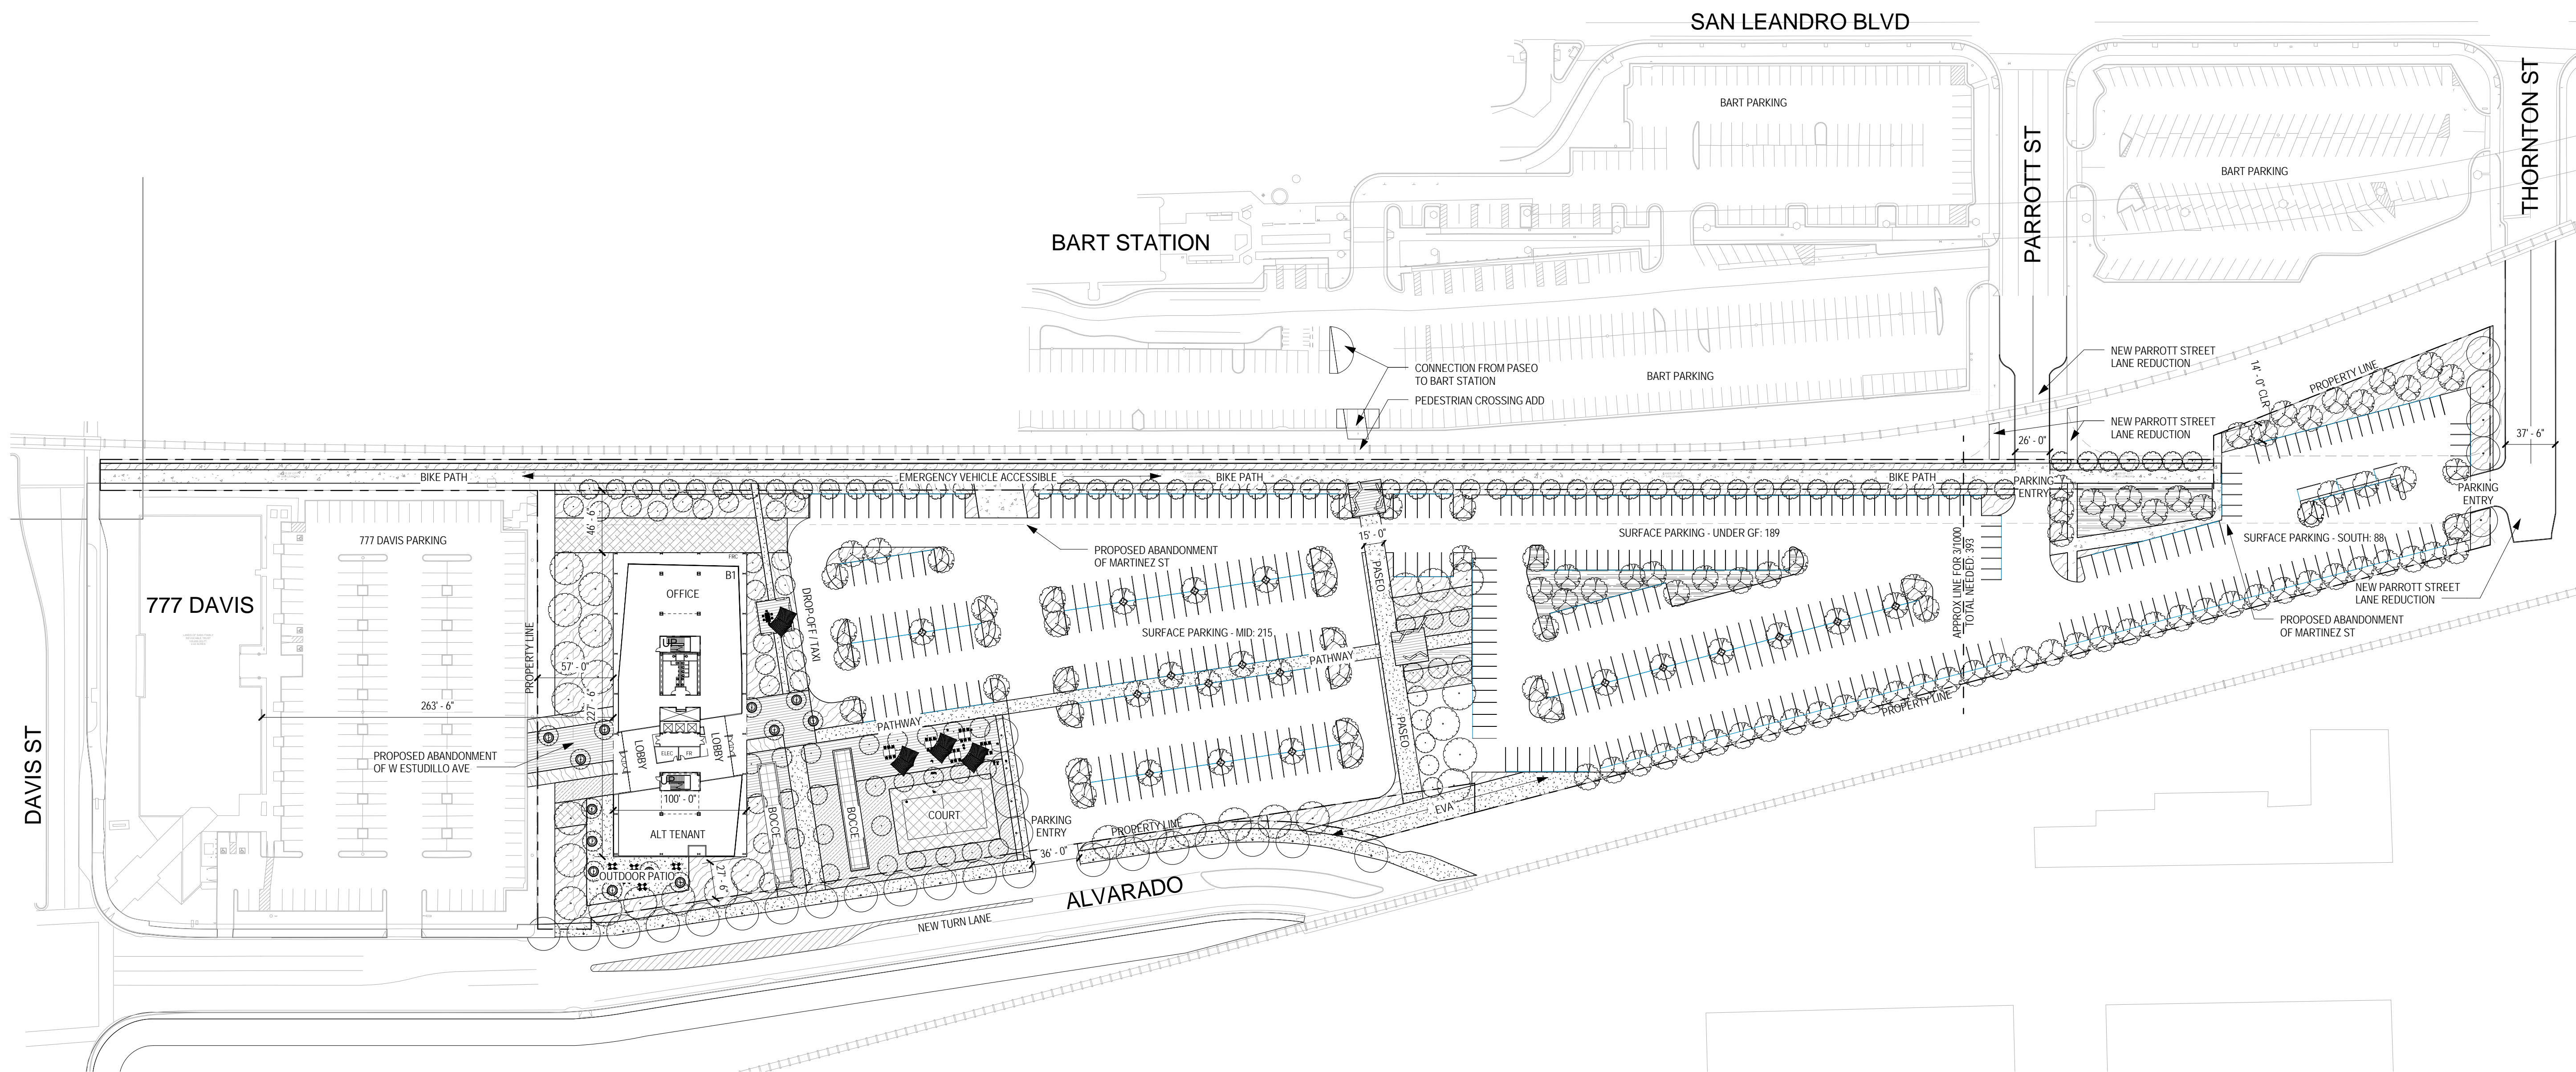 SAN LEANDRO BLVD
BART PARKING
THORNTON ST
PARROTT ST
BART PARKING
BART STATION
CONNECTION FROM PASEO
TO BART STATION
BART PARKING
PEDESTRIAN CROSSING ADD
NEW PARROTT STREET
LANE REDUCTION
14' - 0" CLR
PROPERTY LINE
NEW PARROTT STREET
LANE REDUCTION
26' - 0"
37' - 6"
BIKE PATH
EMERGENCY VEHICLE ACCESSIBLE
BIKE PATH
BIKE PATH
PARKING
ENTRY
PARKING
ENTRY
46' - 6"
777 DAVIS PARKING
FRC
B1
PROPOSED ABANDONMENT
OF MARTINEZ ST
15' - 0"
SURFACE PARKING - UNDER GF: 189
APPROX LINE FOR 3/1000
TOTAL NEEDED: 393
SURFACE PARKING - SOUTH: 88
777 DAVIS
OFFICE
DROP-OFF / TAXI
PASEO
NEW PARROTT STREET
LANE REDUCTION
PROPOSED ABANDONMENT
OF MARTINEZ ST
SURFACE PARKING - MID: 215
UP
PROPERTY LINE
57' - 0"
PATHWAY
263' - 6"
227' - 6"
PATHWAY
PROPERTY LINE
PASEO
LOBBY
ELEC
FR
LOBBY
PROPOSED ABANDONMENT
OF W ESTUDILLO AVE
UP
100' - 0"
DAVIS ST
ALT TENANT
BOCCE
BOCCE
COURT
PARKING
ENTRY
PROPERTY LINE
EVA
36' - 0"
OUTDOOR PATIO
27' - 6"
ALVARADO
NEW TURN LANE